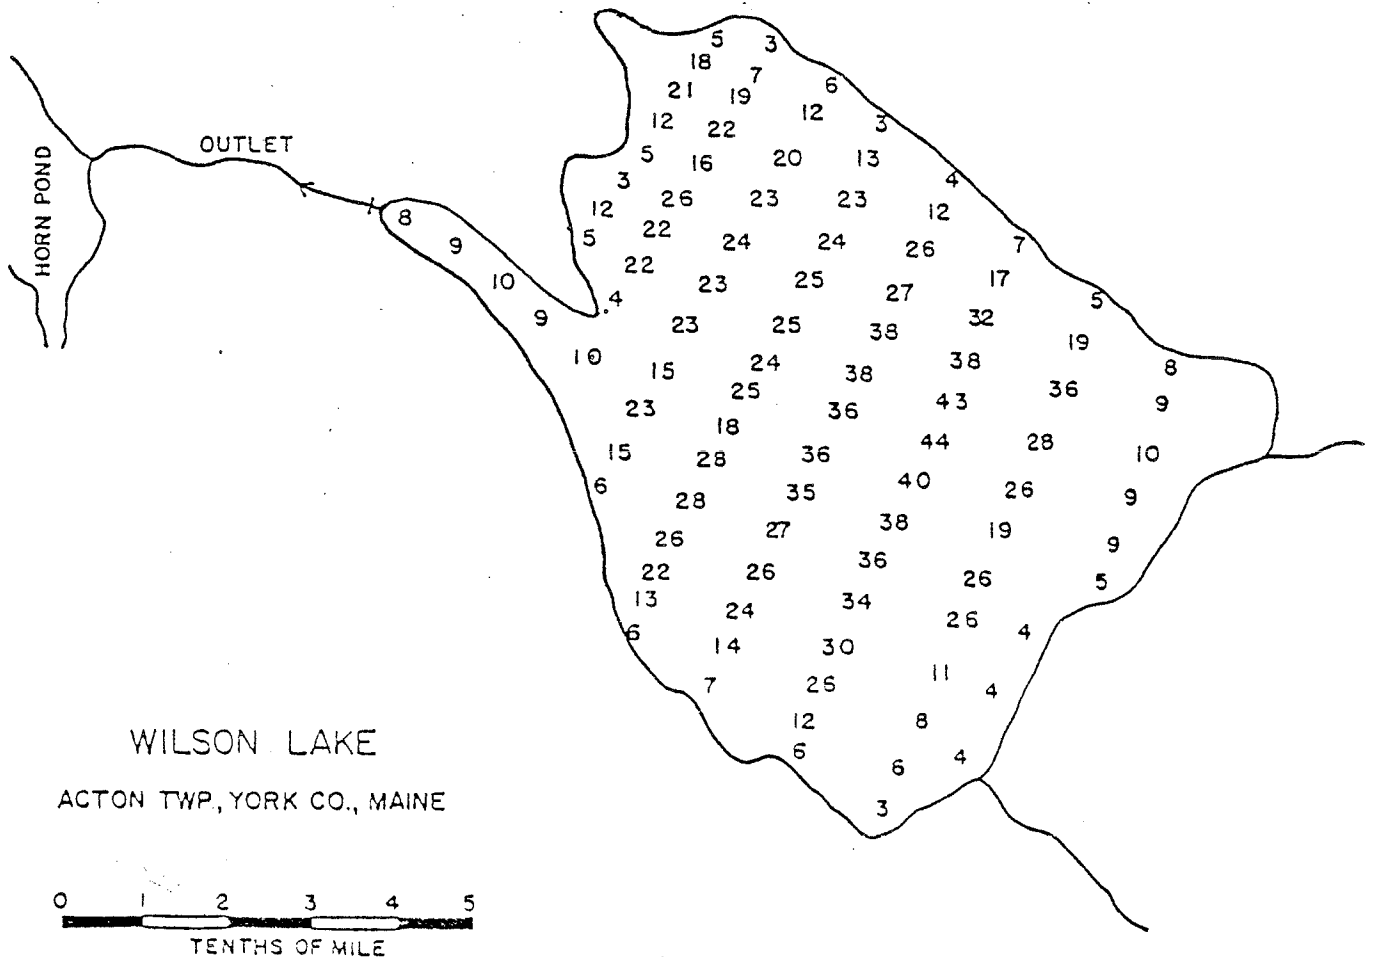 5 3
18 7
21 19 6
12 22 12 3
OUTLET
5 16 20 13
3 26 23 23 4
HORN POND
12 12
8 5 22 24 24 26 7
9 22 23 25 27 17
10 4 5
9 23 25 38 32
10 15 24 38 38 19 8
23 25 36 43 36 9
18
15 28 36 44 28 10
6 28 35 40 26 9
26 27 38 19 9
22 26 36 26 5
13 24 34 26 4
6 14 30
7 26 11 4
12 8
6 6 4
3
WILSON LAKE
ACTON TWP., YORK CO., MAINE
0 1 2 3 4 5
TENTHS OF MILE